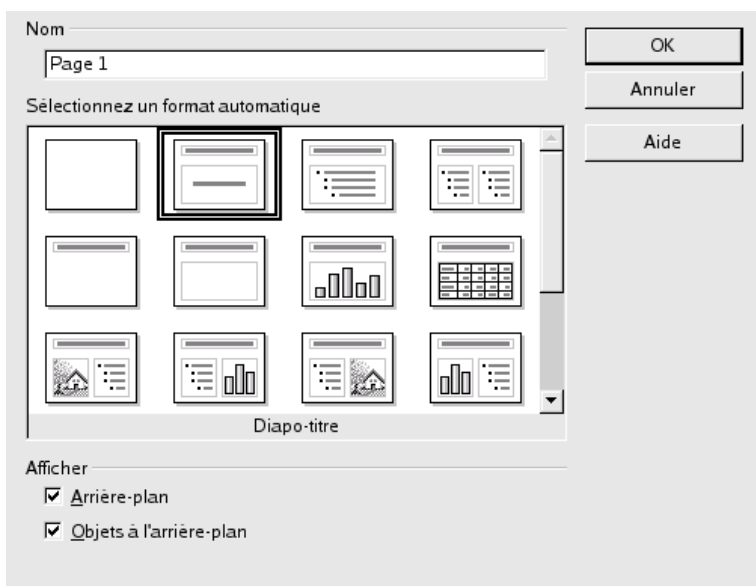 Nom
Page 1
Sélectionnez un format automatique
Diapo-titre
Afficher
Arrière-plan
Objets à l'arrière-plan
OK
Annuler
Aide